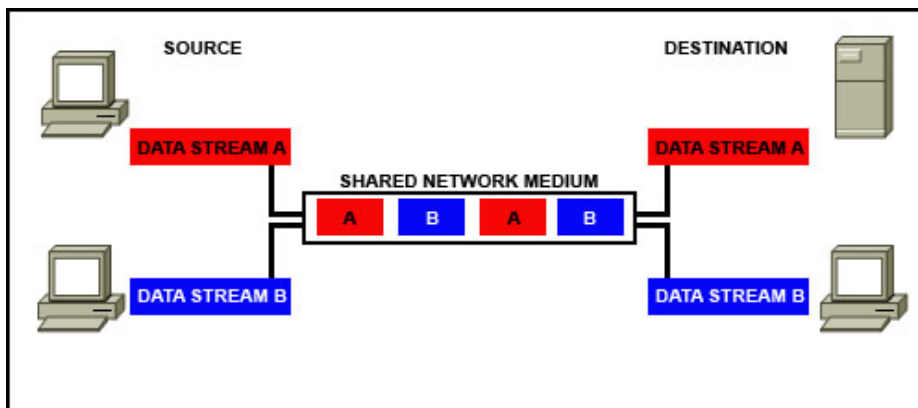 SOURCE
DESTINATION
DATA STREAM A
DATA STREAM A
SHARED NETWORK MEDIUM
A
B
A
B
DATA STREAM B
DATA STREAM B